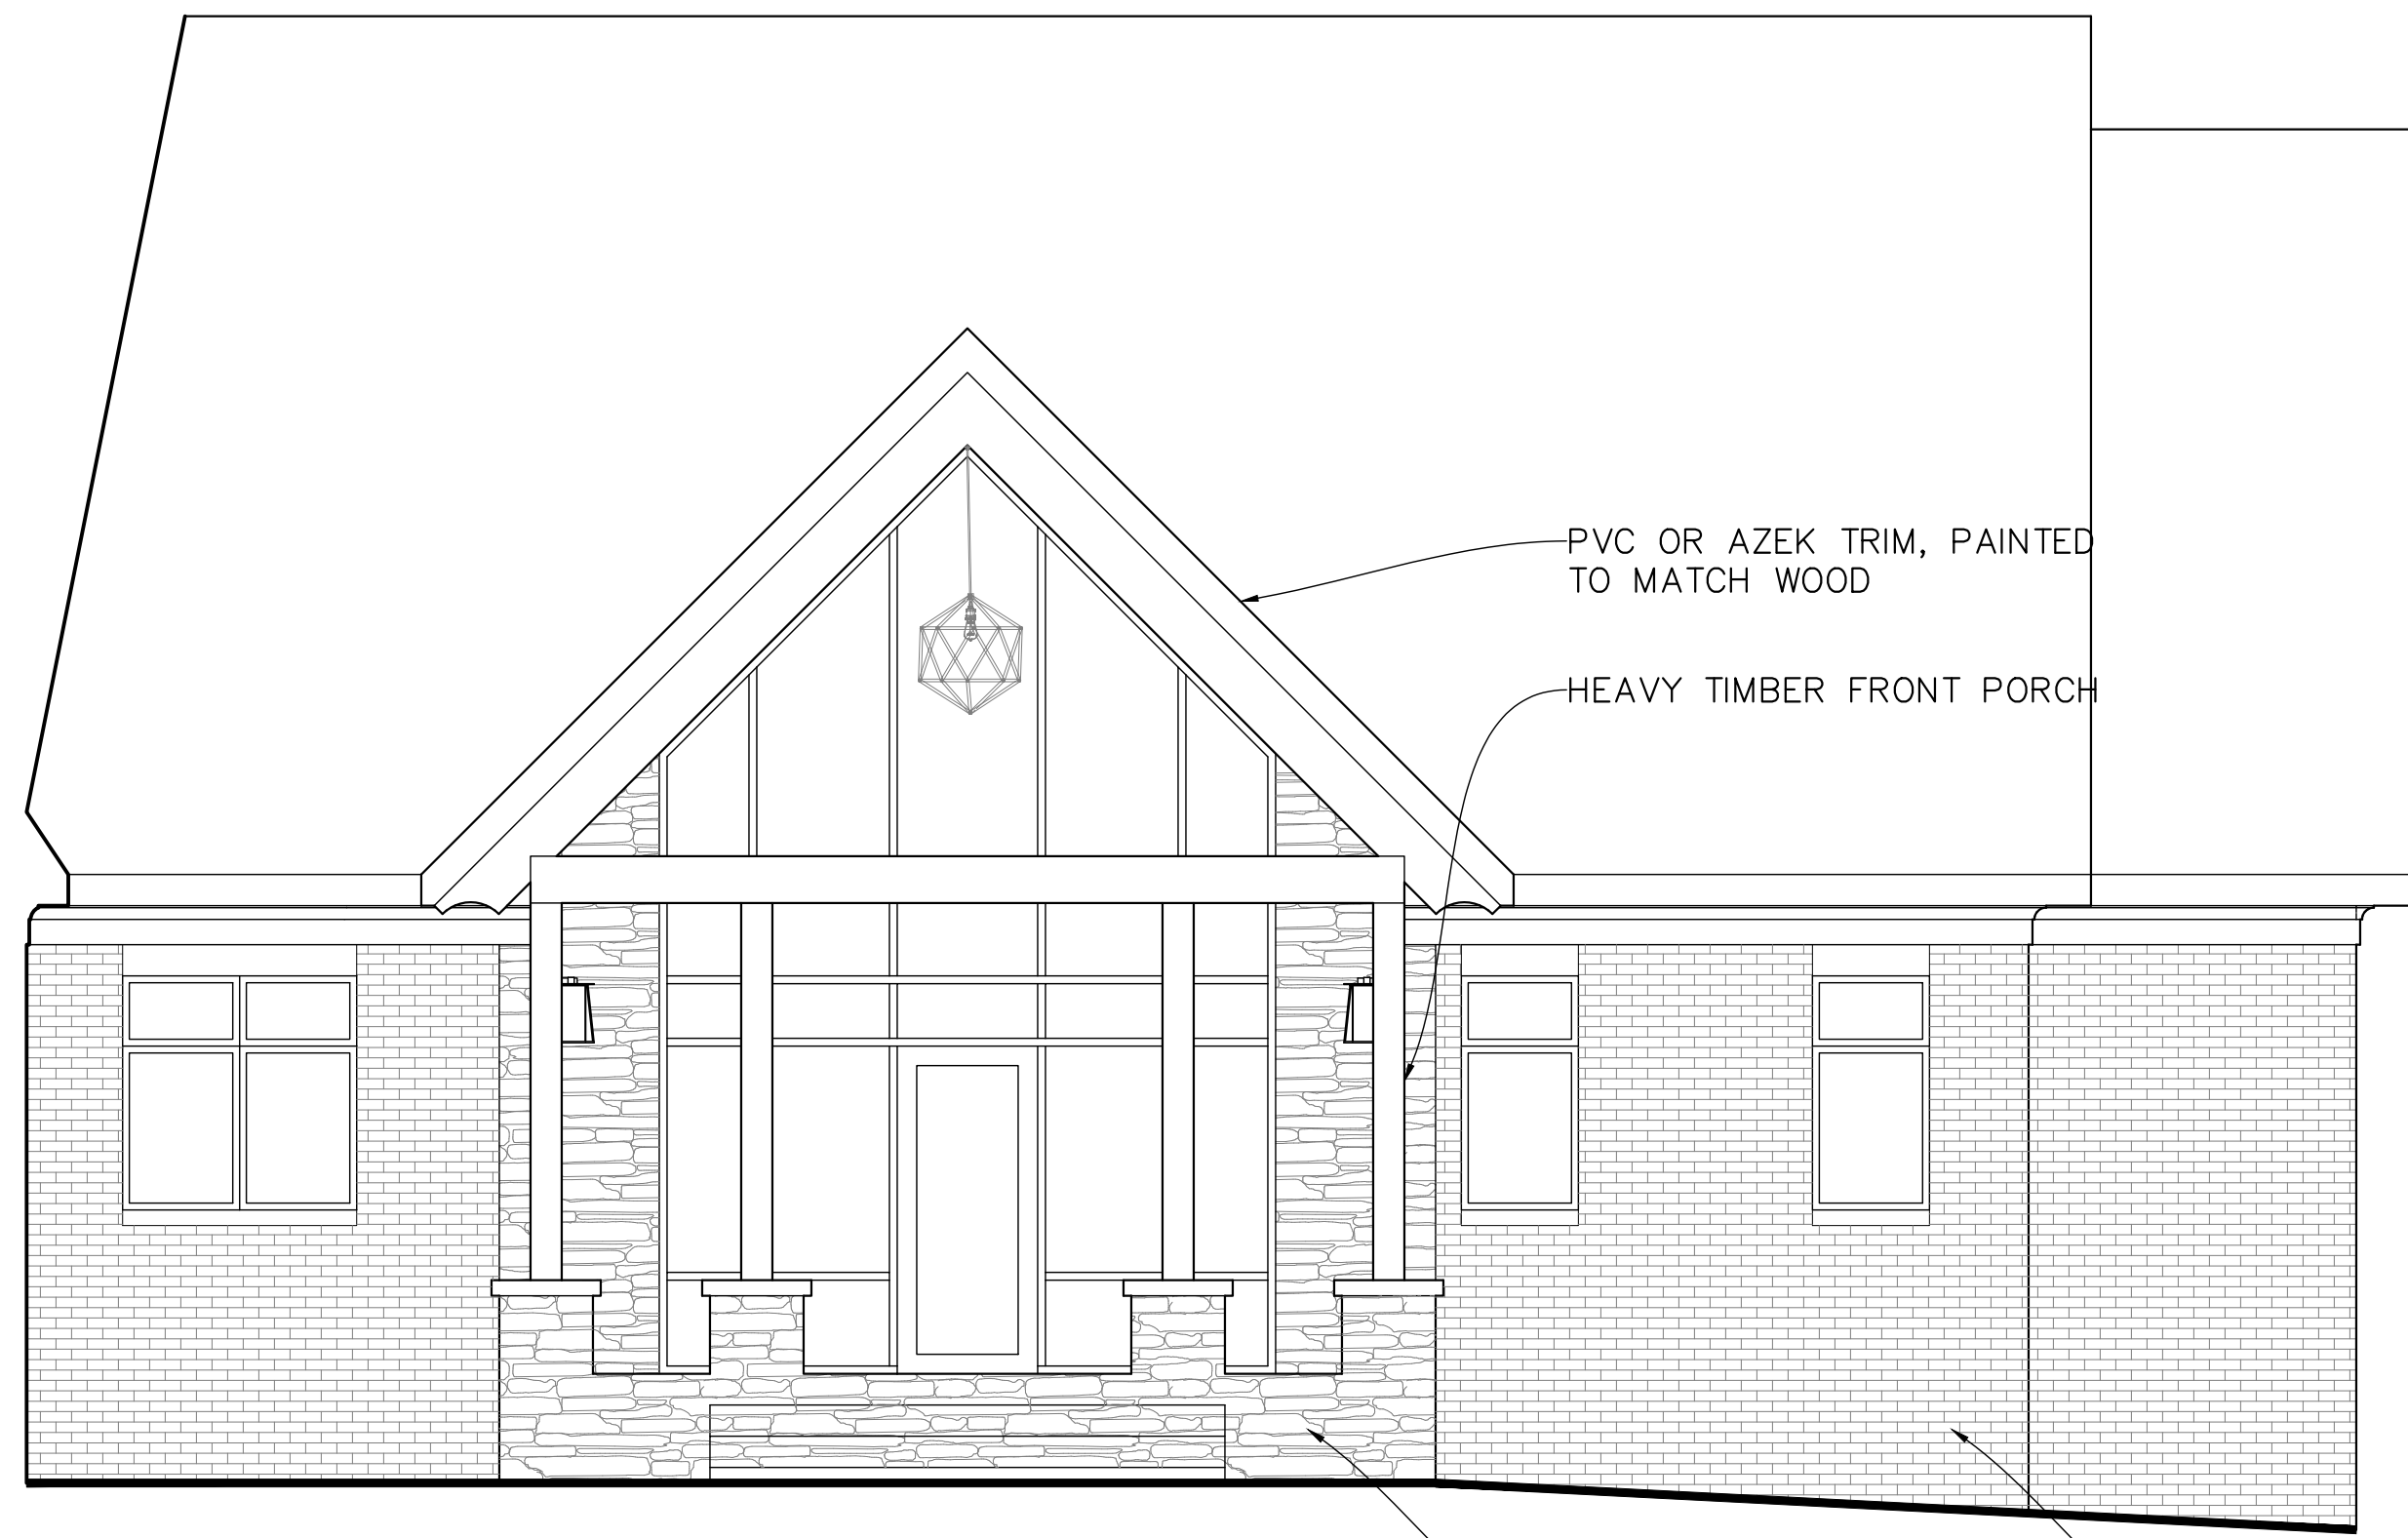 PVC OR AZEK TRIM, PAINTED
TO MATCH WOOD
HEAVY TIMBER FRONT PORCH